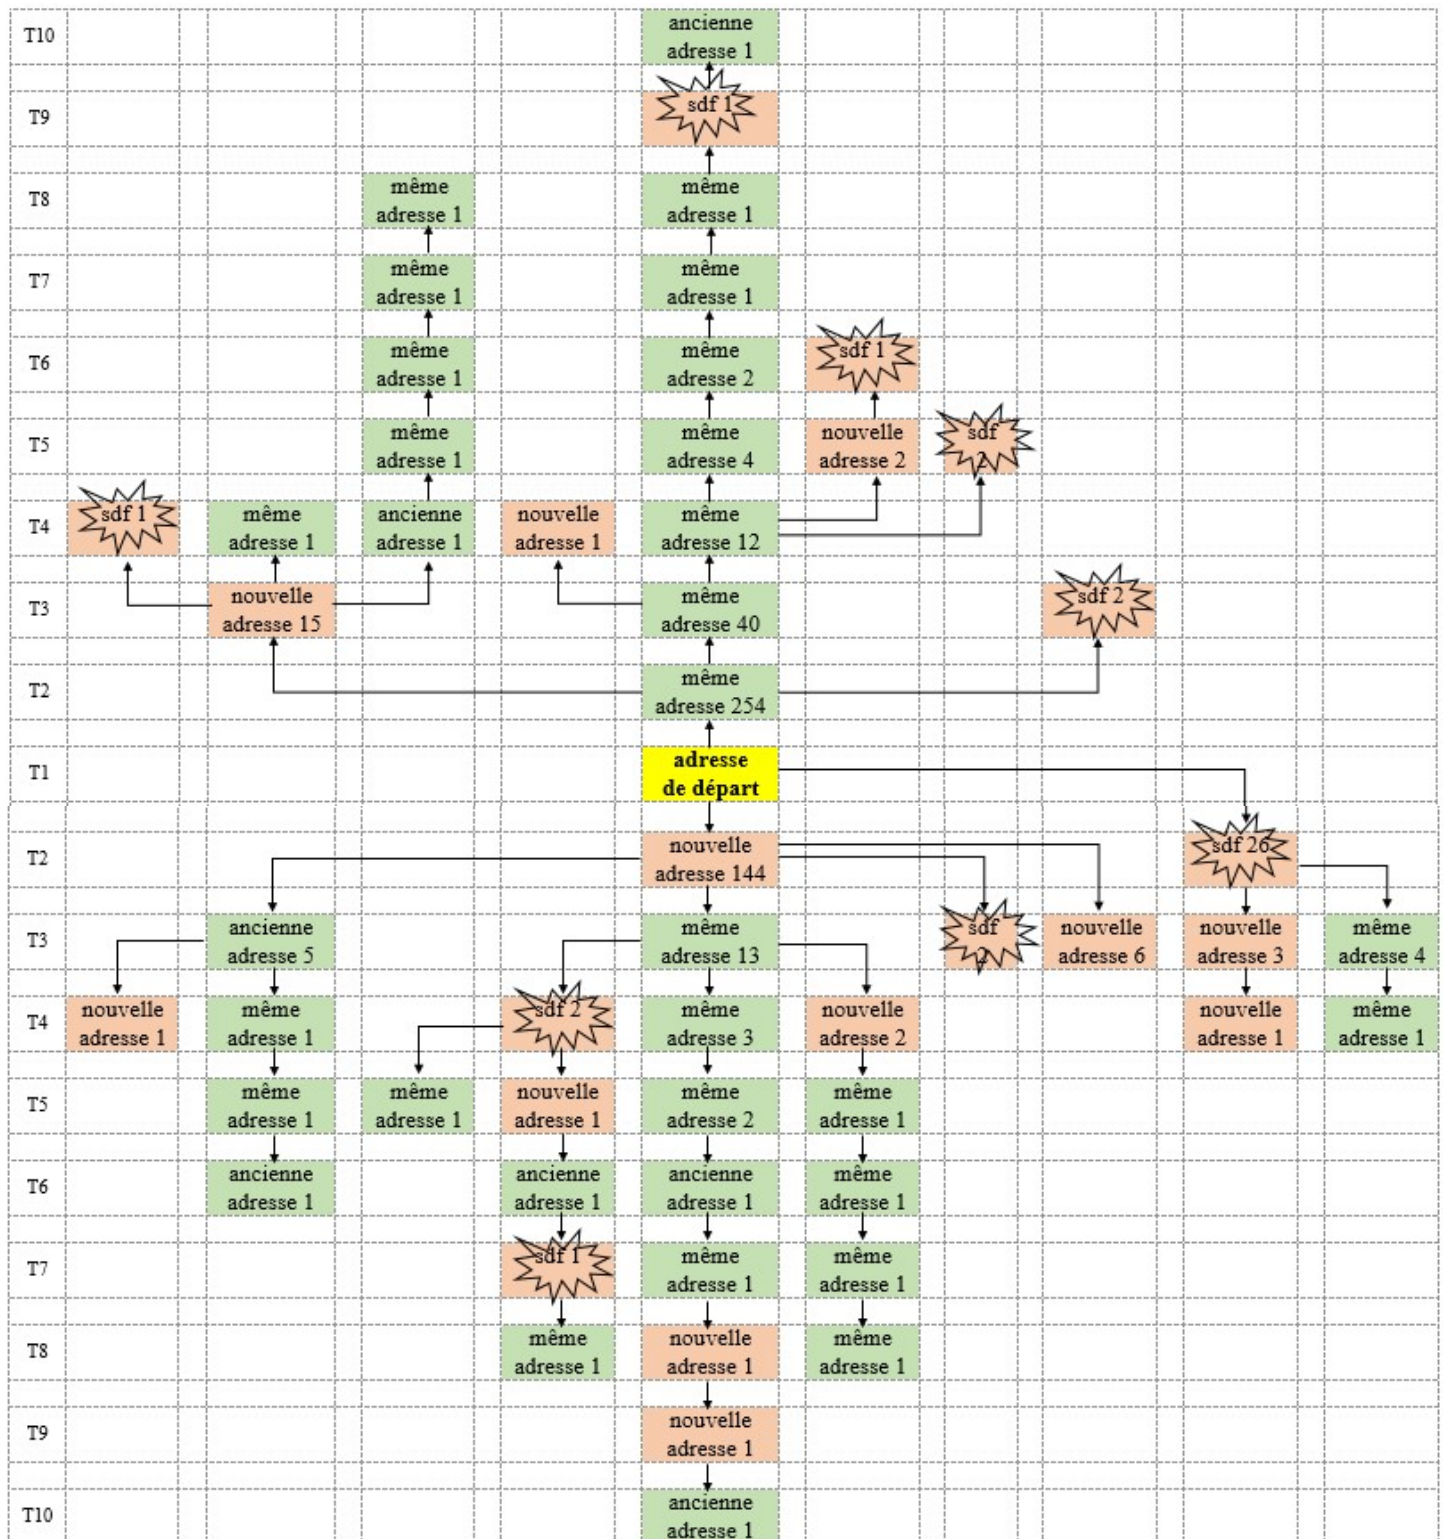 T10
ancienne
adresse 1
T9
sdf 1
T8
même
adresse 1
même
adresse 1
T7
même
adresse 1
même
adresse 1
T6
même
adresse 1
même
adresse 2
sdf 1
T5
même
adresse 1
même
adresse 4
nouvelle
adresse 2
sdf
2
T4
sdf 1
même
adresse 1
ancienne
adresse 1
nouvelle
adresse 1
même
adresse 12
T3
nouvelle
adresse 15
même
adresse 40
sdf 2
T2
même
adresse 254
T1
adresse
de départ
T2
nouvelle
adresse 144
sdf 26
T3
ancienne
adresse 5
même
adresse 13
sdf
2
nouvelle
adresse 6
nouvelle
adresse 3
même
adresse 4
T4
nouvelle
adresse 1
même
adresse 1
sdf 2
même
adresse 3
nouvelle
adresse 2
nouvelle
adresse 1
même
adresse 1
T5
même
adresse 1
même
adresse 1
nouvelle
adresse 1
même
adresse 2
même
adresse 1
T6
ancienne
adresse 1
ancienne
adresse 1
ancienne
adresse 1
même
adresse 1
T7
sdf 1
même
adresse 1
même
adresse 1
T8
même
adresse 1
nouvelle
adresse 1
même
adresse 1
T9
nouvelle
adresse 1
T10
ancienne
adresse 1